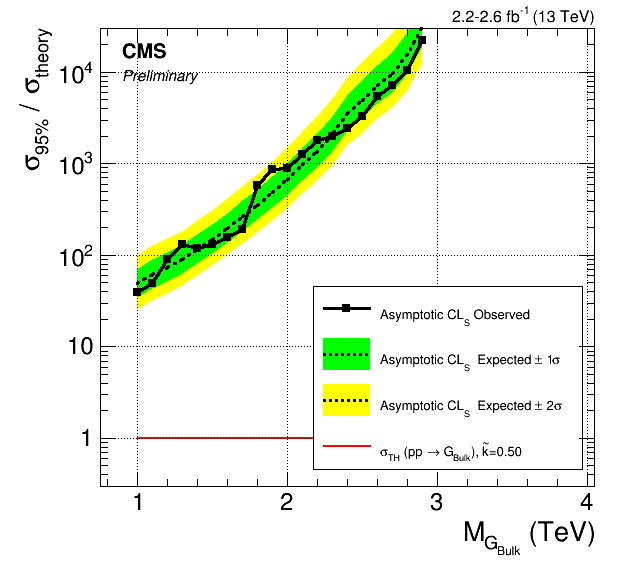 2.2-2.6 fb⁻¹ (13 TeV)
CMS
Preliminary
σ95% / σtheory
10⁴
10³
10²
10
1
Asymptotic CLS Observed
Asymptotic CLS Expected ± 1σ
Asymptotic CLS Expected ± 2σ
σTH (pp → GBulk), k̃=0.50
1 2 3 4
MGBulk (TeV)